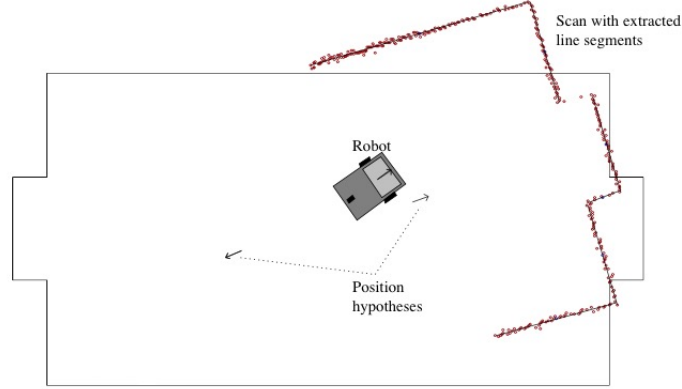 Scan with extracted
line segments
Robot
Position
hypotheses